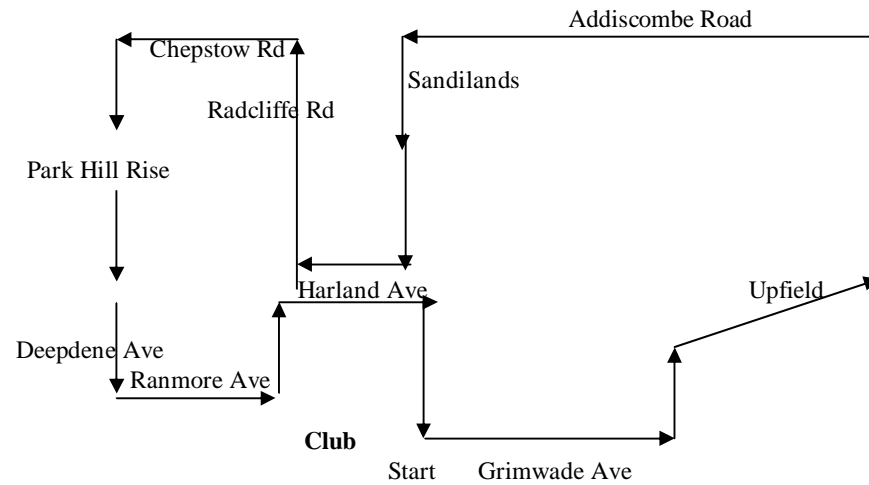 Addiscombe Road
Chepstow Rd
Sandilands
Radcliffe Rd
Park Hill Rise
Harland Ave
Upfield
Deepdene Ave
Ranmore Ave
Club
Start Grimwade Ave